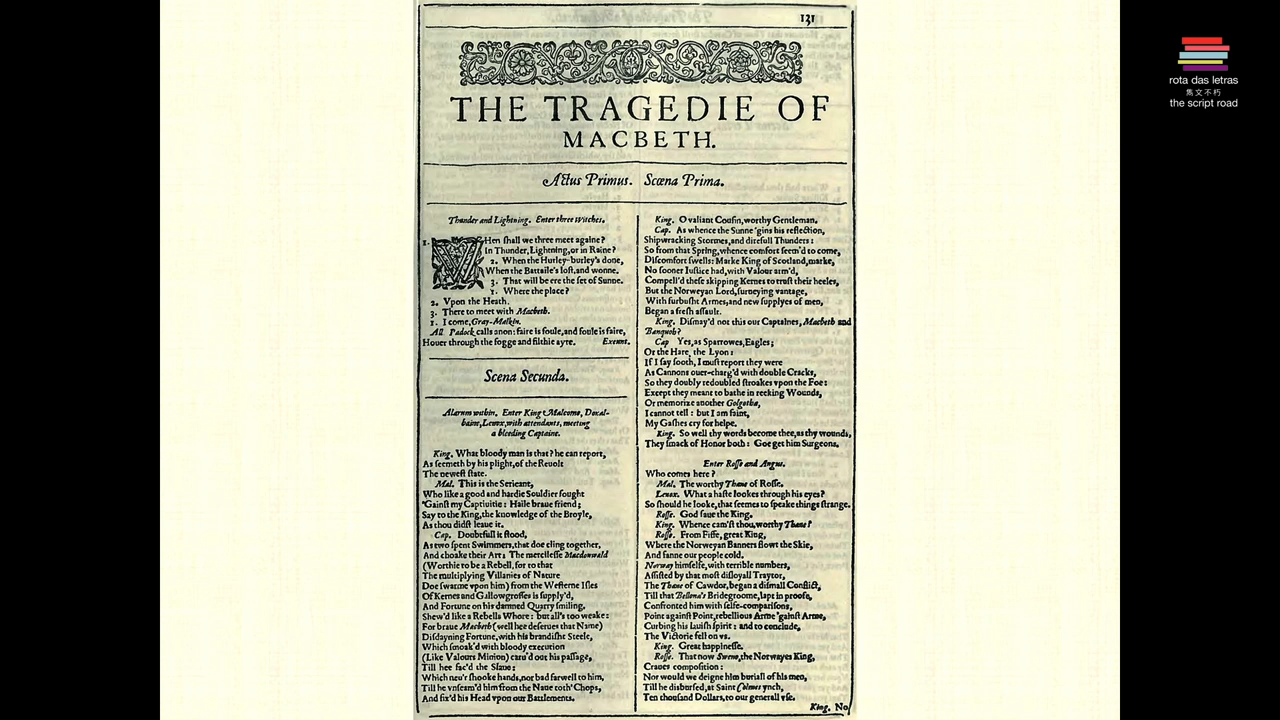 131
THE TRAGEDIE OF
MACBETH.
Actus Primus. Scœna Prima.
Thunder and Lightning. Enter three Witches.
1. WHen shall we three meet againe?
In Thunder, Lightning, or in Raine?
2. When the Hurley-burley's done,
When the Battaile's lost, and wonne.
3. That will be ere the set of Sunne.
1. Where the place?
2. Vpon the Heath.
3. There to meet with Macbeth.
1. I come, Gray-Malkin.
All. Padock calls anon: faire is foule, and foule is faire,
Houer through the fogge and filthie ayre. Exeunt.
Scena Secunda.
Alarum within. Enter King Malcome, Donal-
baine, Lenox, with attendants, meeting
a bleeding Captaine.
King. What bloody man is that? he can report,
As seemeth by his plight, of the Reuolt
The newest state.
Mal. This is the Serieant,
Who like a good and hardie Souldier fought
'Gainst my Captiuitie: Haile braue friend;
Say to the King, the knowledge of the Broyle,
As thou didst leaue it.
Cap. Doubtfull it stood,
As two spent Swimmers, that doe cling together,
And choake their Art: The mercilesse Macdonwald
(Worthie to be a Rebell, for to that
The multiplying Villanies of Nature
Doe swarme vpon him) from the Westerne Isles
Of Kernes and Gallowgrosses is supply'd,
And Fortune on his damned Quarry smiling,
Shew'd like a Rebells Whore: but all's too weake:
For braue Macbeth (well hee deserues that Name)
Disdayning Fortune, with his brandisht Steele,
Which smoak'd with bloody execution
(Like Valours Minion) caru'd out his passage,
Till hee fac'd the Slaue:
Which neu'r shooke hands, nor bad farwell to him,
Till he vnseam'd him from the Naue toth' Chops,
And fix'd his Head vpon our Battlements.
King. O valiant Cousin, worthy Gentleman.
Cap. As whence the Sunne 'gins his reflection,
Shipwracking Stormes, and direfull Thunders:
So from that Spring, whence comfort seem'd to come,
Discomfort swells: Marke King of Scotland, marke,
No sooner Iustice had, with Valour arm'd,
Compell'd these skipping Kernes to trust their heeles,
But the Norweyan Lord, surueying vantage,
With furbusht Armes, and new supplyes of men,
Began a fresh assault.
King. Dismay'd not this our Captaines, Macbeth and
Banquoh?
Cap Yes, as Sparrowes, Eagles;
Or the Hare, the Lyon:
If I say sooth, I must report they were
As Cannons ouer-charg'd with double Cracks,
So they doubly redoubled stroakes vpon the Foe:
Except they meant to bathe in reeking Wounds,
Or memorize another Golgotha,
I cannot tell: but I am faint,
My Gashes cry for helpe.
King. So well thy words become thee, as thy wounds,
They smack of Honor both: Goe get him Surgeons.
Enter Rosse and Angus.
Who comes here?
Mal. The worthy Thane of Rosse.
Lenox. What a haste lookes through his eyes?
So should he looke, that seemes to speake things strange.
Rosse. God saue the King.
King. Whence cam'st thou, worthy Thane?
Rosse. From Fiffe, great King,
Where the Norweyan Banners flowt the Skie,
And fanne our people cold.
Norway himselfe, with terrible numbers,
Assisted by that most disloyall Traytor,
The Thane of Cawdor, began a dismall Conflict,
Till that Bellona's Bridegroome, lapt in proofe,
Confronted him with selfe-comparisons,
Point against Point, rebellious Arme 'gainst Arme,
Curbing his lauish spirit: and to conclude,
The Victorie fell on vs.
King. Great happinesse.
Rosse. That now Sweno, the Norwayes King,
Craues composition:
Nor would we deigne him buriall of his men,
Till he disbursed, at Saint Colmes ynch,
Ten thousand Dollars, to our generall vse.
King. No
rota das letras
隽文不朽
the script road